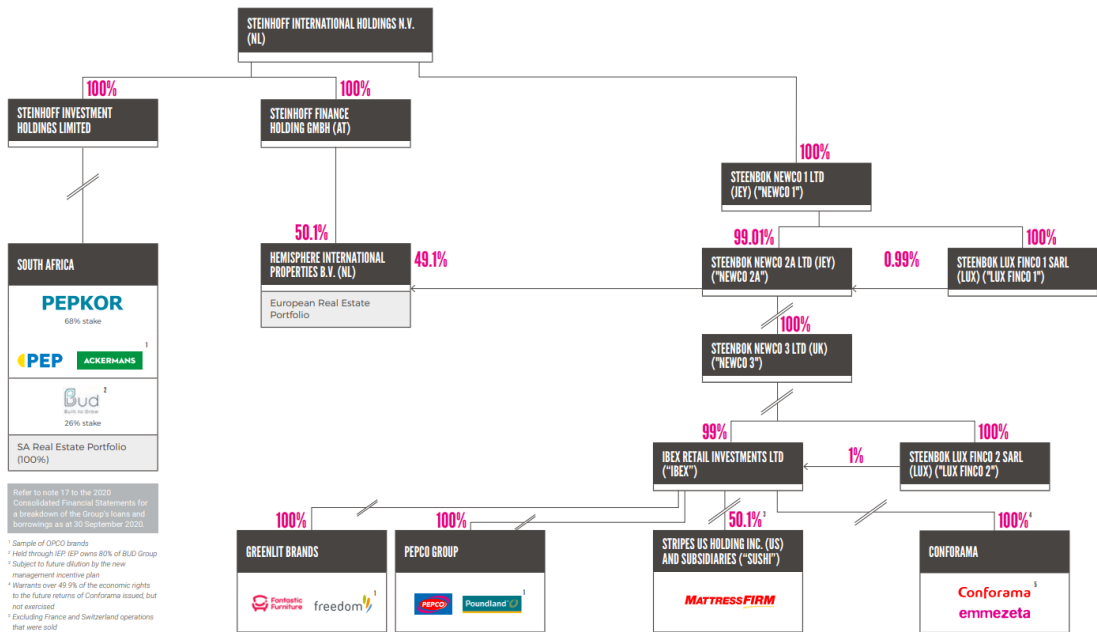 STEINHOFF INTERNATIONAL HOLDINGS N.V.
(NL)
100%
100%
STEINHOFF INVESTMENT
HOLDINGS LIMITED
STEINHOFF FINANCE
HOLDING GMBH (AT)
100%
STEENBOK NEWCO 1 LTD
(JEY) ("NEWCO 1")
50.1%
99.01%
100%
SOUTH AFRICA
PEPKOR
68% stake
PEP
ACKERMANS
1
Bud
2
Built to Grow
26% stake
SA Real Estate Portfolio
(100%)
HEMISPHERE INTERNATIONAL
PROPERTIES B.V. (NL)
European Real Estate
Portfolio
49.1%
STEENBOK NEWCO 2A LTD (JEY)
("NEWCO 2A")
0.99%
STEENBOK LUX FINCO 1 SARL
(LUX) ("LUX FINCO 1")
100%
STEENBOK NEWCO 3 LTD (UK)
("NEWCO 3")
99%
100%
IBEX RETAIL INVESTMENTS LTD
(“IBEX”)
1%
STEENBOK LUX FINCO 2 SARL
(LUX) ("LUX FINCO 2")
Refer to note 17 to the 2020
Consolidated Financial Statements for
a breakdown of the Group's loans and
borrowings as at 30 September 2020.
1 Sample of OPCO brands
2 Held through IEP. IEP owns 80% of BUD Group
3 Subject to future dilution by the new
management incentive plan
4 Warrants over 49.9% of the economic rights
to the future returns of Conforama issued, but
not exercised
5 Excluding France and Switzerland operations
that were sold
100%
100%
50.1% 3
100% 4
GREENLIT BRANDS
Fantastic
Furniture
freedom
1
PEPCO GROUP
PEPCO
Poundland
1
STRIPES US HOLDING INC. (US)
AND SUBSIDIARIES (“SUSHI”)
MATTRESSFIRM
CONFORAMA
Conforama
5
emmezeta